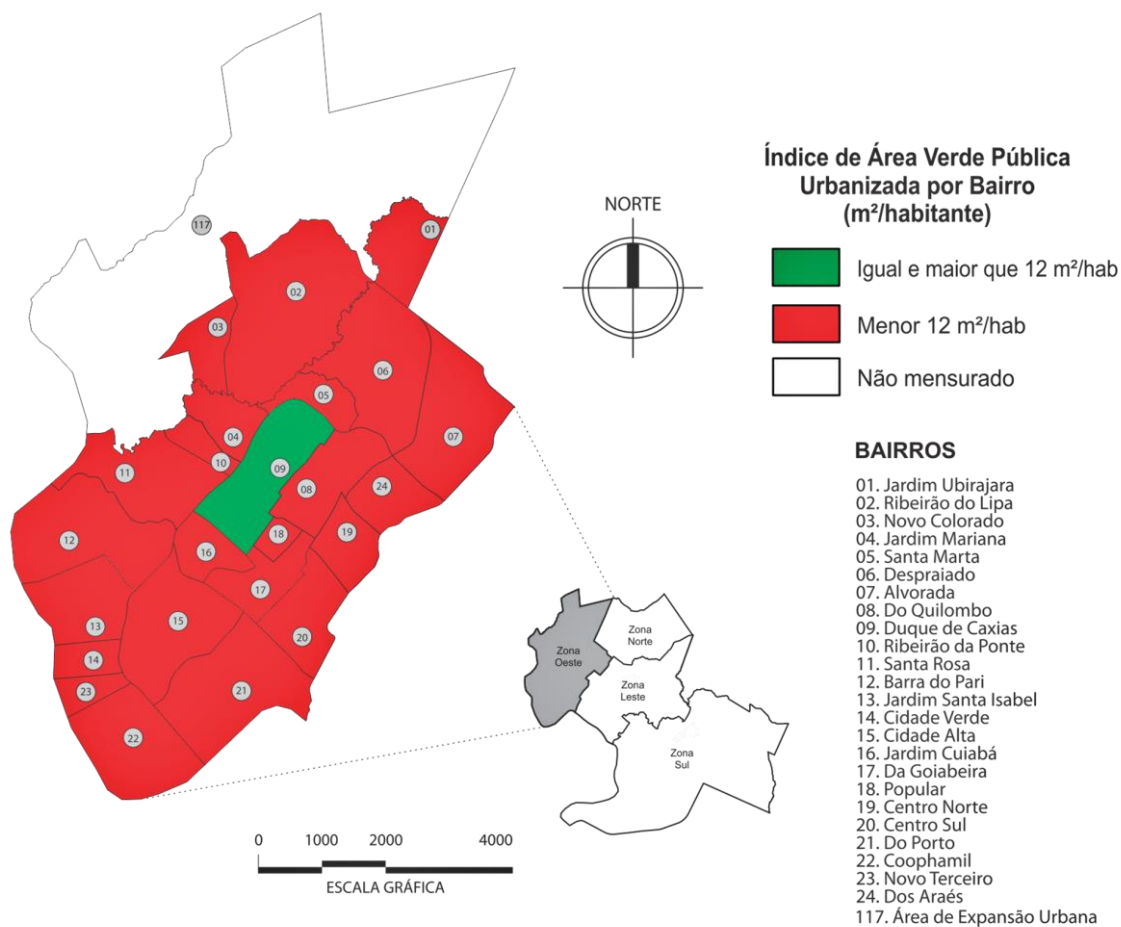 117
01
02
03
06
05
04
07
10
09
11
08
24
18
19
12
16
17
15
13
20
14
23
21
22
NORTE
Índice de Área Verde Pública
Urbanizada por Bairro
(m²/habitante)
Igual e maior que 12 m²/hab
Menor 12 m²/hab
Não mensurado
BAIRROS
01. Jardim Ubirajara
02. Ribeirão do Lipa
03. Novo Colorado
04. Jardim Mariana
05. Santa Marta
06. Despraiado
07. Alvorada
08. Do Quilombo
09. Duque de Caxias
10. Ribeirão da Ponte
11. Santa Rosa
12. Barra do Pari
13. Jardim Santa Isabel
14. Cidade Verde
15. Cidade Alta
16. Jardim Cuiabá
17. Da Goiabeira
18. Popular
19. Centro Norte
20. Centro Sul
21. Do Porto
22. Coophamil
23. Novo Terceiro
24. Dos Araés
117. Área de Expansão Urbana
Zona
Norte
Zona
Oeste
Zona
Leste
Zona
Sul
0 1000 2000 4000
ESCALA GRÁFICA